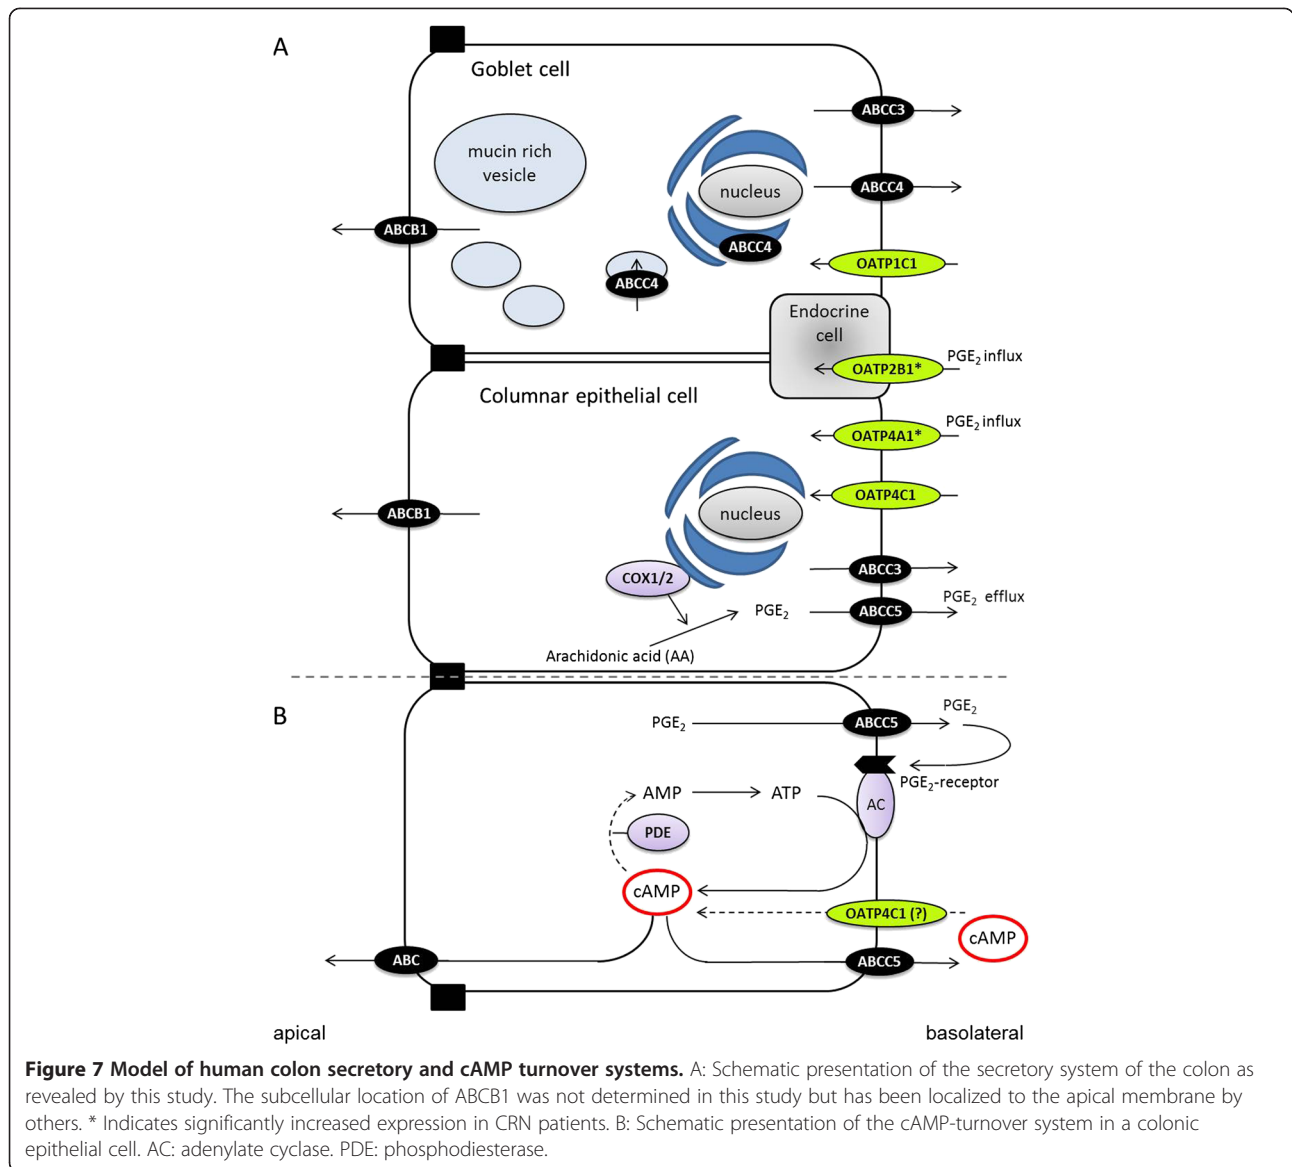 A
Goblet cell
ABCC3
mucin rich
vesicle
nucleus
ABCC4
ABCB1
ABCC4
OATP1C1
ABCC4
Endocrine
cell
PGE2 influx
OATP2B1*
Columnar epithelial cell
PGE2 influx
OATP4A1*
OATP4C1
ABCB1
nucleus
ABCC3
COX1/2
PGE2 efflux
PGE2
ABCC5
Arachidonic acid (AA)
B
PGE2
PGE2
ABCC5
PGE2-receptor
AMP
ATP
AC
PDE
cAMP
OATP4C1 (?)
cAMP
ABC
ABCC5
apical
basolateral
Figure 7 Model of human colon secretory and cAMP turnover systems. A: Schematic presentation of the secretory system of the colon as
revealed by this study. The subcellular location of ABCB1 was not determined in this study but has been localized to the apical membrane by
others. * Indicates significantly increased expression in CRN patients. B: Schematic presentation of the cAMP-turnover system in a colonic
epithelial cell. AC: adenylate cyclase. PDE: phosphodiesterase.